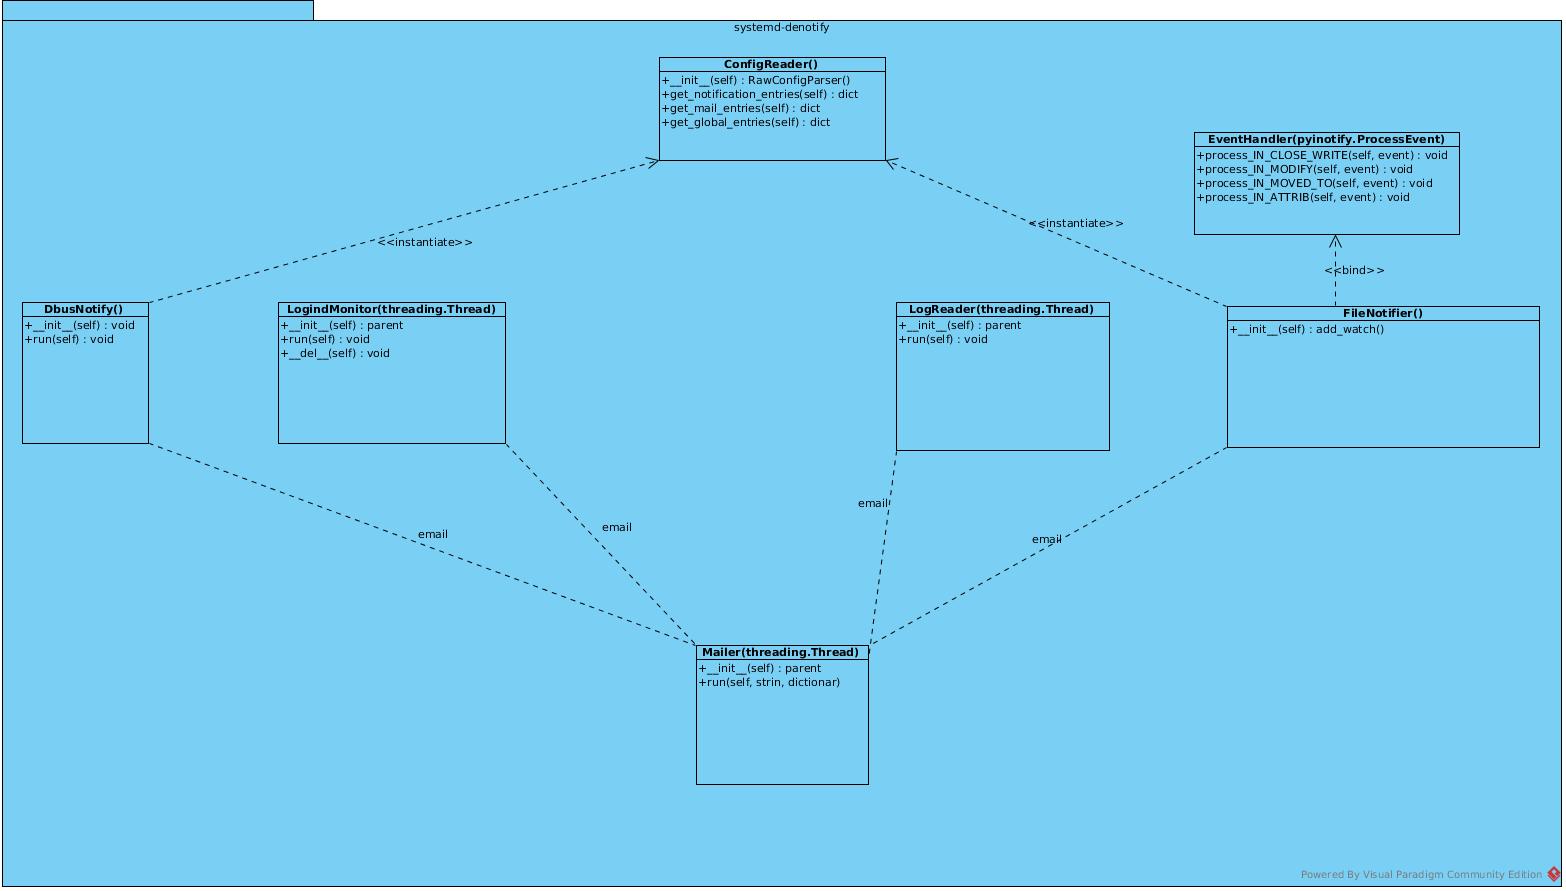 systemd-denotify
ConfigReader()
+__init__(self) : RawConfigParser()
+get_notification_entries(self) : dict
+get_mail_entries(self) : dict
+get_global_entries(self) : dict
EventHandler(pyinotify.ProcessEvent)
+process_IN_CLOSE_WRITE(self, event) : void
+process_IN_MODIFY(self, event) : void
+process_IN_MOVED_TO(self, event) : void
+process_IN_ATTRIB(self, event) : void
<<instantiate>>
<<instantiate>>
<<bind>>
DbusNotify()
+__init__(self) : void
+run(self) : void
LogindMonitor(threading.Thread)
+__init__(self) : parent
+run(self) : void
+__del__(self) : void
LogReader(threading.Thread)
+__init__(self) : parent
+run(self) : void
FileNotifier()
+__init__(self) : add_watch()
email
email
email
email
Mailer(threading.Thread)
+__init__(self) : parent
+run(self, strin, dictionar)
Powered By Visual Paradigm Community Edition